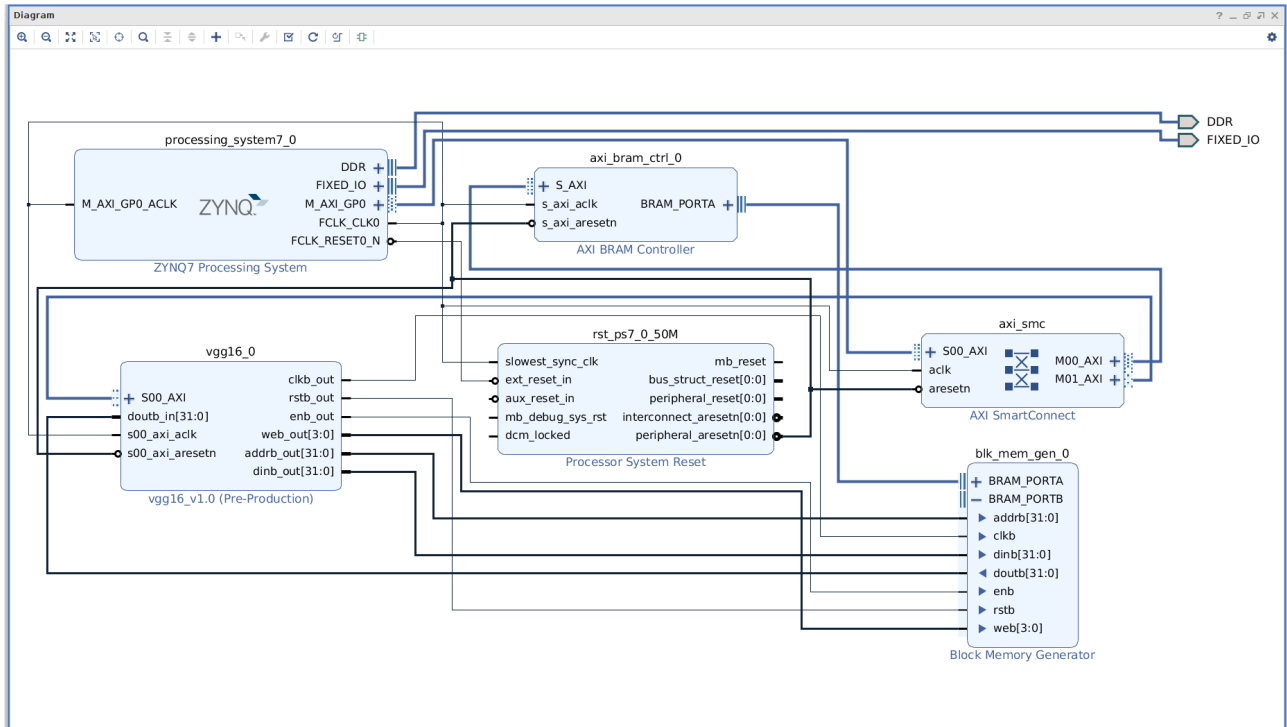 Diagram
DDR
FIXED_IO
processing_system7_0
DDR
FIXED_IO
M_AXI_GP0_ACLK
ZYNQ
M_AXI_GP0
FCLK_CLK0
FCLK_RESET0_N
ZYNQ7 Processing System
axi_bram_ctrl_0
S_AXI
s_axi_aclk
BRAM_PORTA
s_axi_aresetn
AXI BRAM Controller
vgg16_0
clkb_out
S00_AXI
rstb_out
doutb_in[31:0]
enb_out
s00_axi_aclk
web_out[3:0]
s00_axi_aresetn
addrb_out[31:0]
dinb_out[31:0]
vgg16_v1.0 (Pre-Production)
rst_ps7_0_50M
slowest_sync_clk
mb_reset
ext_reset_in
bus_struct_reset[0:0]
aux_reset_in
peripheral_reset[0:0]
mb_debug_sys_rst
interconnect_aresetn[0:0]
dcm_locked
peripheral_aresetn[0:0]
Processor System Reset
axi_smc
S00_AXI
M00_AXI
aclk
M01_AXI
aresetn
AXI SmartConnect
blk_mem_gen_0
BRAM_PORTA
BRAM_PORTB
addrb[31:0]
clkb
dinb[31:0]
doutb[31:0]
enb
rstb
web[3:0]
Block Memory Generator